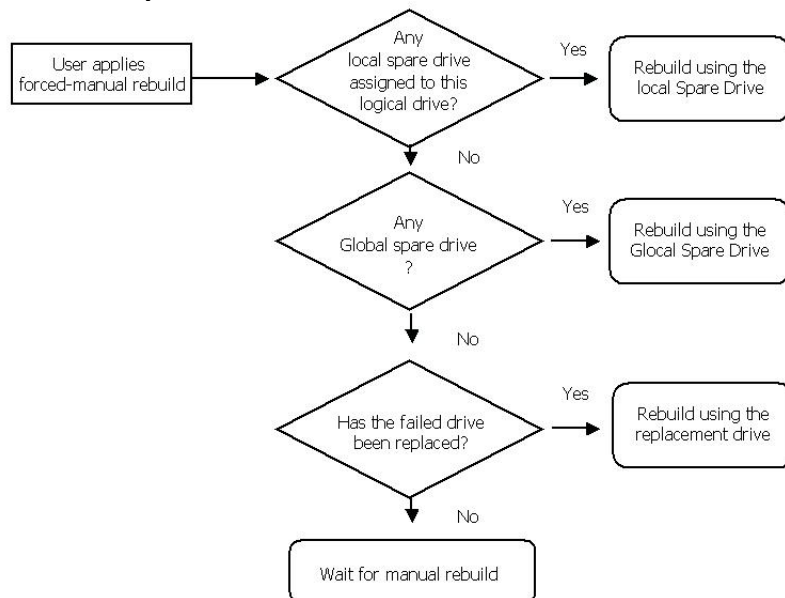 User applies
forced-manual rebuild
Any
local spare drive
assigned to this
logical drive?
Yes
Rebuild using the
local Spare Drive
No
Any
Global spare drive
?
Yes
Rebuild using the
Glocal Spare Drive
No
Has the failed drive
been replaced?
Yes
Rebuild using the
replacement drive
No
Wait for manual rebuild